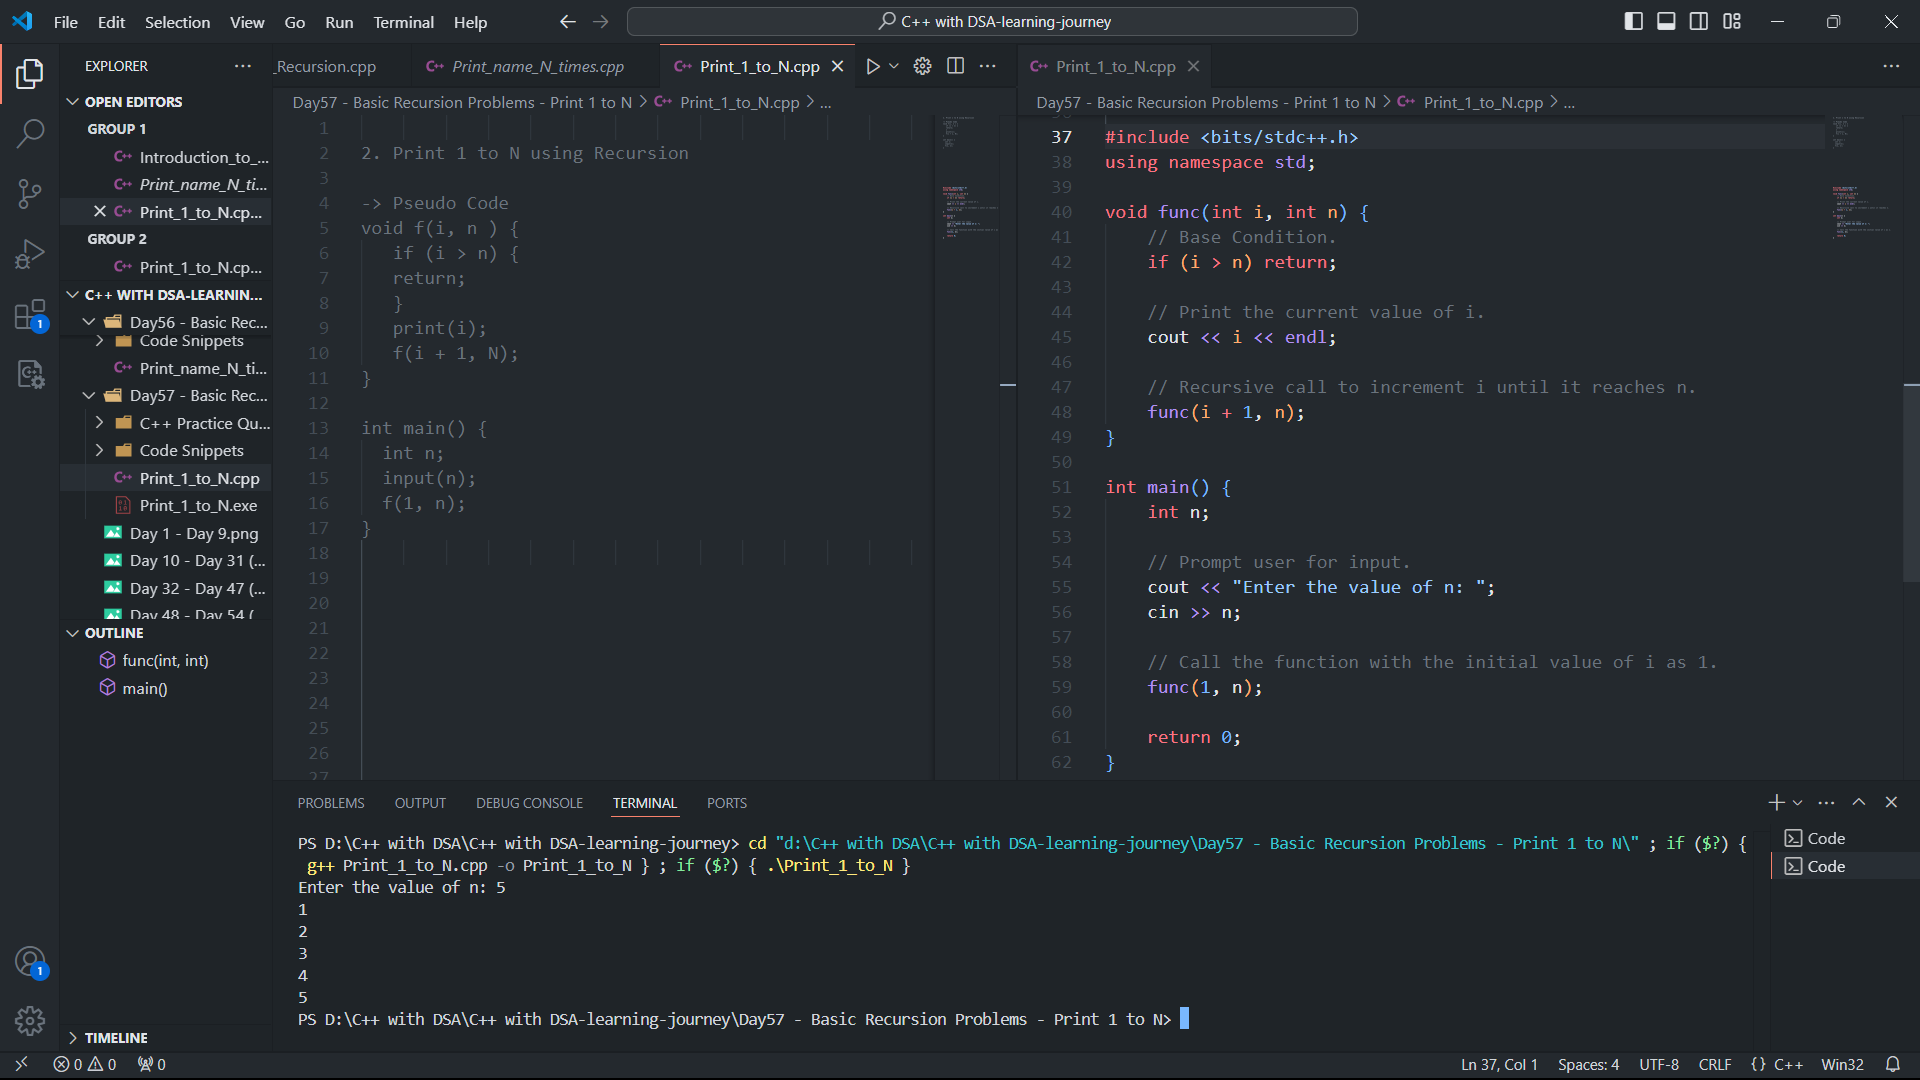 File Edit Selection View Go Run Terminal Help
C++ with DSA-learning-journey
EXPLORER
OPEN EDITORS
GROUP 1
Introduction_to_...
Print_name_N_ti...
Print_1_to_N.cp...
GROUP 2
Print_1_to_N.cp...
C++ WITH DSA-LEARNIN...
Day56 - Basic Rec...
Code Snippets
Print_name_N_ti...
Day57 - Basic Rec...
C++ Practice Qu...
Code Snippets
Print_1_to_N.cpp
Print_1_to_N.exe
Day 1 - Day 9.png
Day 10 - Day 31 (...
Day 32 - Day 47 (...
Day 48 - Day 54 (
OUTLINE
func(int, int)
main()
TIMELINE
_Recursion.cpp
Print_name_N_times.cpp
Print_1_to_N.cpp
Day57 - Basic Recursion Problems - Print 1 to N > Print_1_to_N.cpp > ...
1
2 2. Print 1 to N using Recursion
3
4 -> Pseudo Code
5 void f(i, n ) {
6 if (i > n) {
7 return;
8 }
9 print(i);
10 f(i + 1, N);
11 }
12
13 int main() {
14 int n;
15 input(n);
16 f(1, n);
17 }
18
19
20
21
22
23
24
25
26
27
Print_1_to_N.cpp
Day57 - Basic Recursion Problems - Print 1 to N > Print_1_to_N.cpp > ...
37 #include <bits/stdc++.h>
38 using namespace std;
39
40 void func(int i, int n) {
41 // Base Condition.
42 if (i > n) return;
43
44 // Print the current value of i.
45 cout << i << endl;
46
47 // Recursive call to increment i until it reaches n.
48 func(i + 1, n);
49 }
50
51 int main() {
52 int n;
53
54 // Prompt user for input.
55 cout << "Enter the value of n: ";
56 cin >> n;
57
58 // Call the function with the initial value of i as 1.
59 func(1, n);
60
61 return 0;
62 }
PROBLEMS OUTPUT DEBUG CONSOLE TERMINAL PORTS
PS D:\C++ with DSA\C++ with DSA-learning-journey> cd "d:\C++ with DSA\C++ with DSA-learning-journey\Day57 - Basic Recursion Problems - Print 1 to N\" ; if ($?) {
g++ Print_1_to_N.cpp -o Print_1_to_N } ; if ($?) { .\Print_1_to_N }
Enter the value of n: 5
1
2
3
4
5
PS D:\C++ with DSA\C++ with DSA-learning-journey\Day57 - Basic Recursion Problems - Print 1 to N>
Code
Code
0 0 0
Ln 37, Col 1 Spaces: 4 UTF-8 CRLF {} C++ Win32